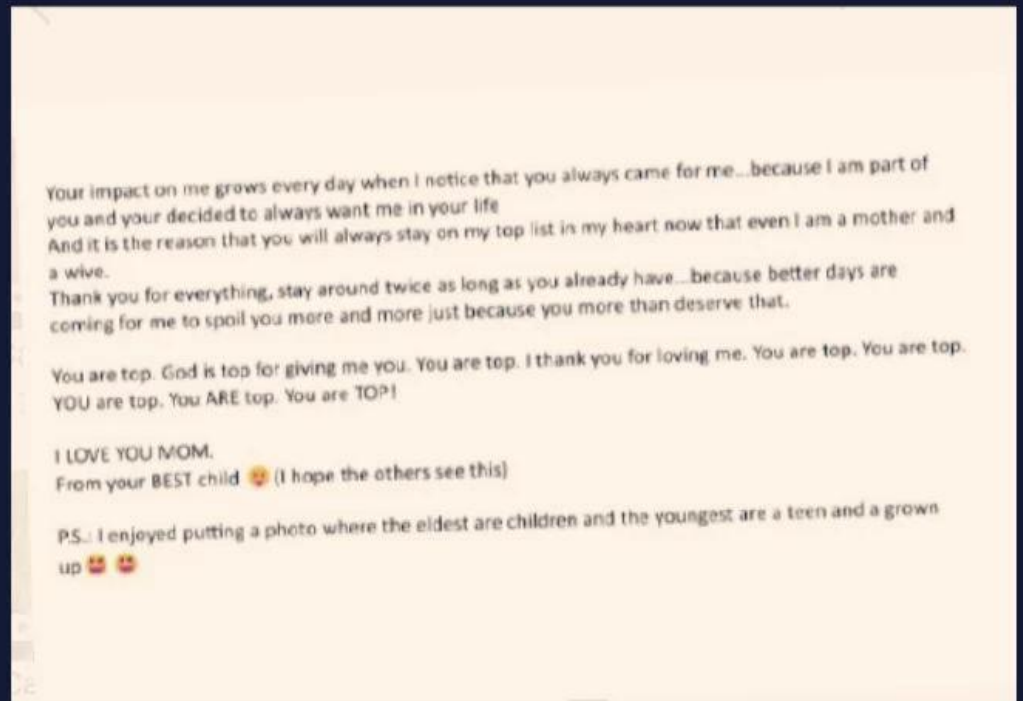 Your impact on me grows every day when I notice that you always came for me...because I am part of
you and your decided to always want me in your life
And it is the reason that you will always stay on my top list in my heart now that even I am a mother and
a wive.
Thank you for everything, stay around twice as long as you already have...because better days are
coming for me to spoil you more and more just because you more than deserve that.
You are top. God is top for giving me you. You are top. I thank you for loving me. You are top. You are top.
YOU are top. You ARE top. You are TOP!
I LOVE YOU MOM.
From your BEST child 😍 (I hope the others see this)
P.S.: I enjoyed putting a photo where the eldest are children and the youngest are a teen and a grown
up 🤩 🤩